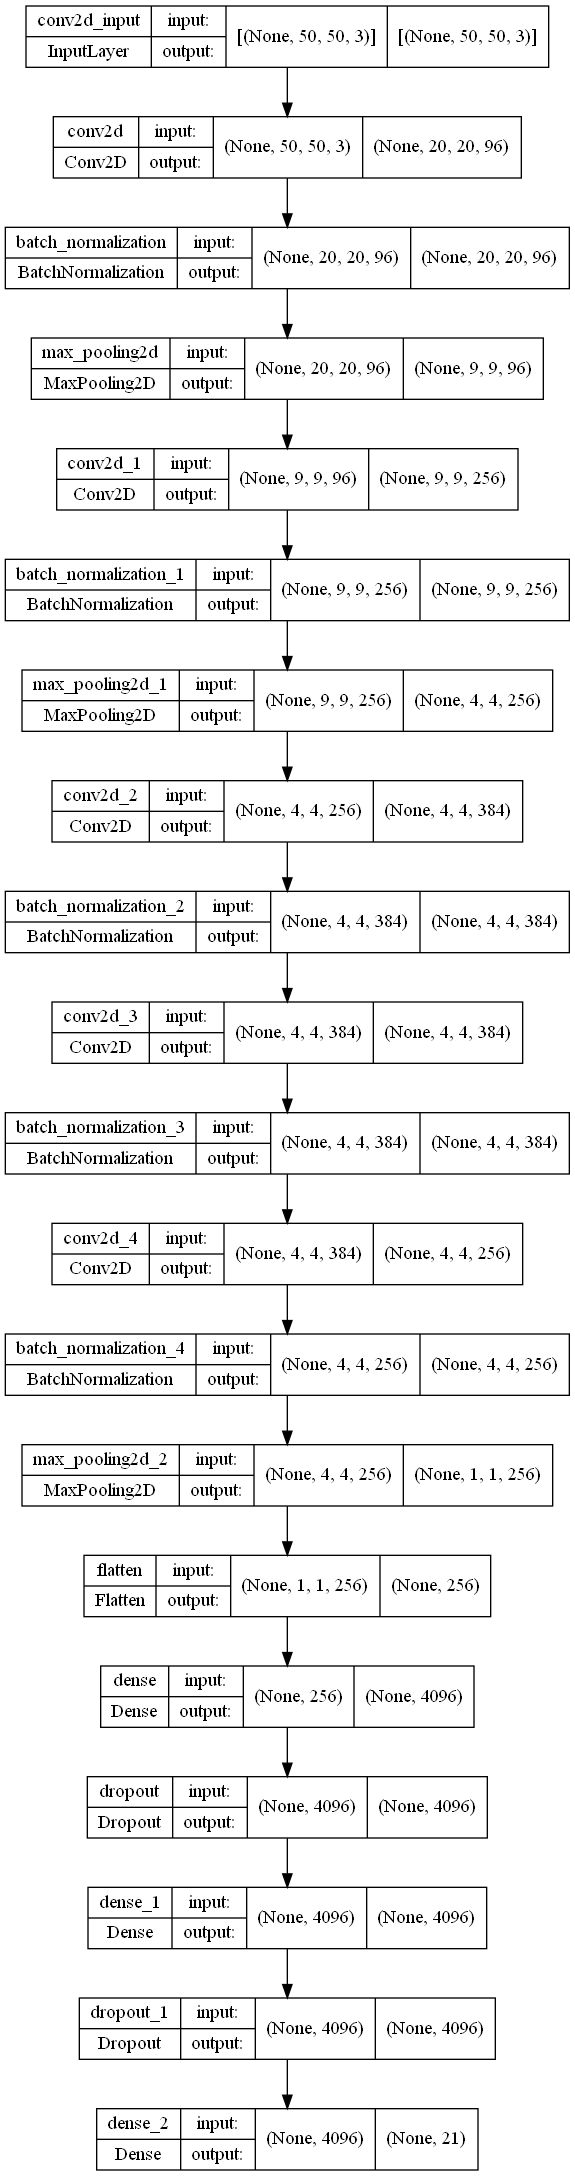 conv2d_input input: [(None, 50, 50, 3)] [(None, 50, 50, 3)]
InputLayer output:
conv2d input: (None, 50, 50, 3) (None, 20, 20, 96)
Conv2D output:
batch_normalization input: (None, 20, 20, 96) (None, 20, 20, 96)
BatchNormalization output:
max_pooling2d input: (None, 20, 20, 96) (None, 9, 9, 96)
MaxPooling2D output:
conv2d_1 input: (None, 9, 9, 96) (None, 9, 9, 256)
Conv2D output:
batch_normalization_1 input: (None, 9, 9, 256) (None, 9, 9, 256)
BatchNormalization output:
max_pooling2d_1 input: (None, 9, 9, 256) (None, 4, 4, 256)
MaxPooling2D output:
conv2d_2 input: (None, 4, 4, 256) (None, 4, 4, 384)
Conv2D output:
batch_normalization_2 input: (None, 4, 4, 384) (None, 4, 4, 384)
BatchNormalization output:
conv2d_3 input: (None, 4, 4, 384) (None, 4, 4, 384)
Conv2D output:
batch_normalization_3 input: (None, 4, 4, 384) (None, 4, 4, 384)
BatchNormalization output:
conv2d_4 input: (None, 4, 4, 384) (None, 4, 4, 256)
Conv2D output:
batch_normalization_4 input: (None, 4, 4, 256) (None, 4, 4, 256)
BatchNormalization output:
max_pooling2d_2 input: (None, 4, 4, 256) (None, 1, 1, 256)
MaxPooling2D output:
flatten input: (None, 1, 1, 256) (None, 256)
Flatten output:
dense input: (None, 256) (None, 4096)
Dense output:
dropout input: (None, 4096) (None, 4096)
Dropout output:
dense_1 input: (None, 4096) (None, 4096)
Dense output:
dropout_1 input: (None, 4096) (None, 4096)
Dropout output:
dense_2 input: (None, 4096) (None, 21)
Dense output: